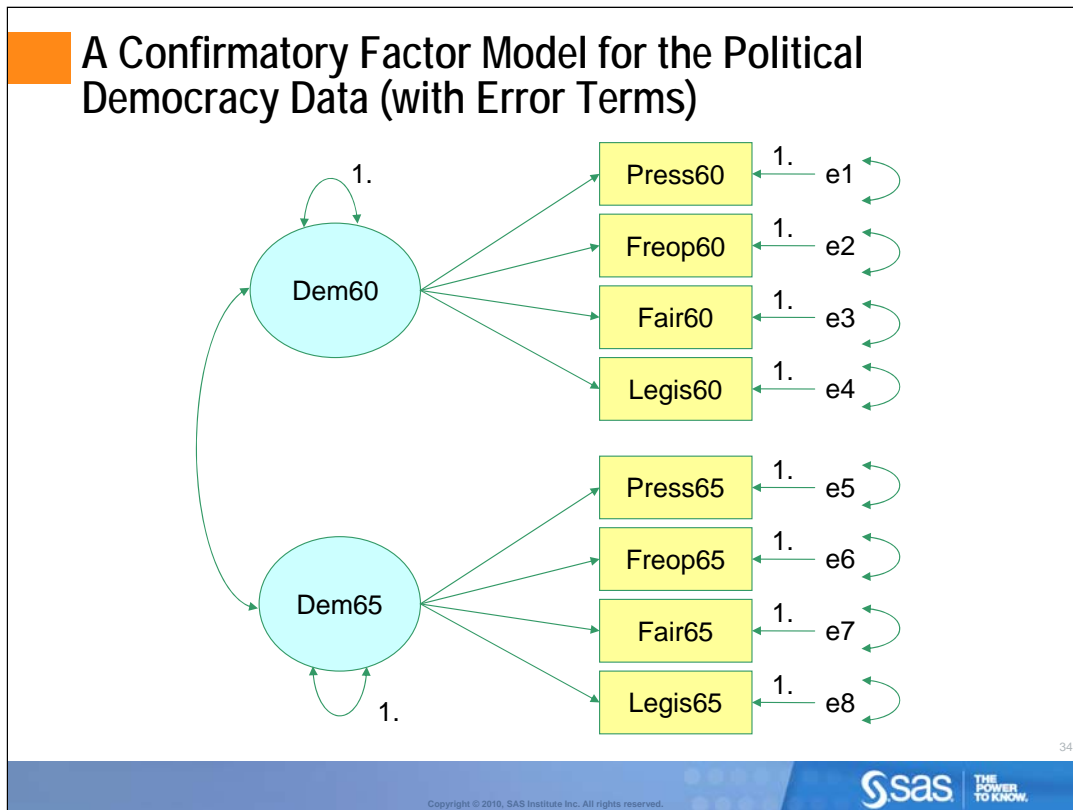 A Confirmatory Factor Model for the Political
Democracy Data (with Error Terms)
1.
Dem60
Press60
1.
e1
Freop60
1.
e2
Fair60
1.
e3
Legis60
1.
e4
Press65
1.
e5
Freop65
1.
e6
Fair65
1.
e7
Legis65
1.
e8
Dem65
1.
34
Copyright © 2010, SAS Institute Inc. All rights reserved.
sas
THE
POWER
TO KNOW.